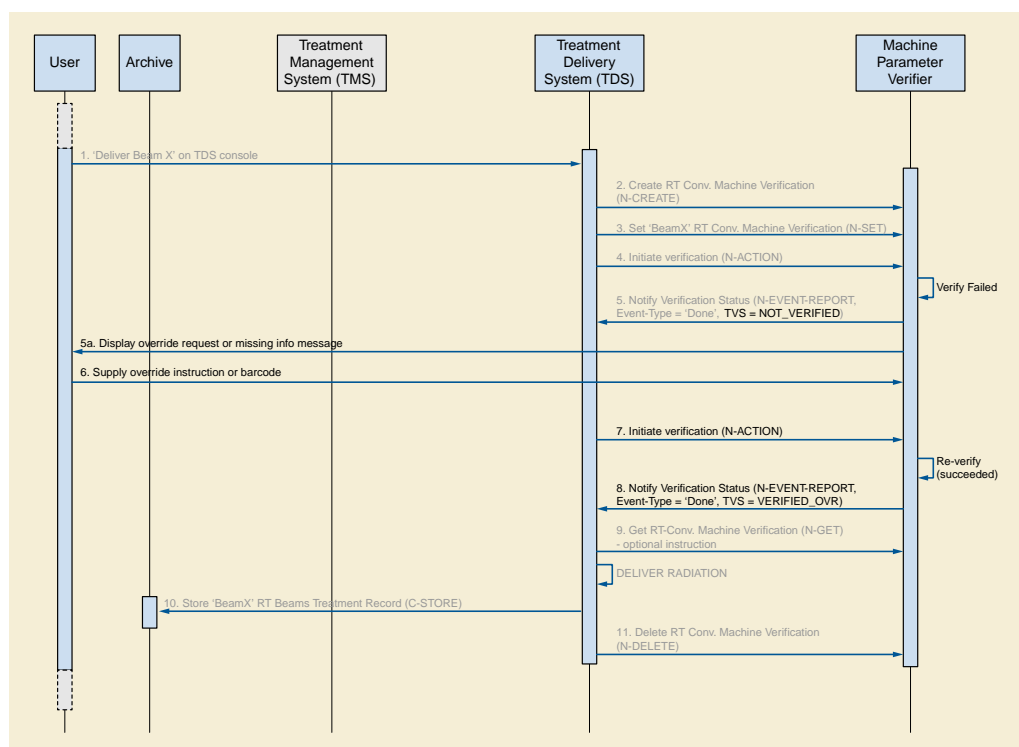 User
Archive
Treatment
Management
System (TMS)
Treatment
Delivery
System (TDS)
Machine
Parameter
Verifier
1. ‘Deliver Beam X’ on TDS console
2. Create RT Conv. Machine Verification
(N-CREATE)
3. Set ‘BeamX’ RT Conv. Machine Verification (N-SET)
4. Initiate verification (N-ACTION)
Verify Failed
5. Notify Verification Status (N-EVENT-REPORT,
Event-Type = ‘Done’, TVS = NOT_VERIFIED)
5a. Display override request or missing info message
6. Supply override instruction or barcode
7. Initiate verification (N-ACTION)
Re-verify
(succeeded)
8. Notify Verification Status (N-EVENT-REPORT,
Event-Type = ‘Done’, TVS = VERIFIED_OVR)
9. Get RT-Conv. Machine Verification (N-GET)
- optional instruction
DELIVER RADIATION
10. Store ‘BeamX’ RT Beams Treatment Record (C-STORE)
11. Delete RT Conv. Machine Verification
(N-DELETE)